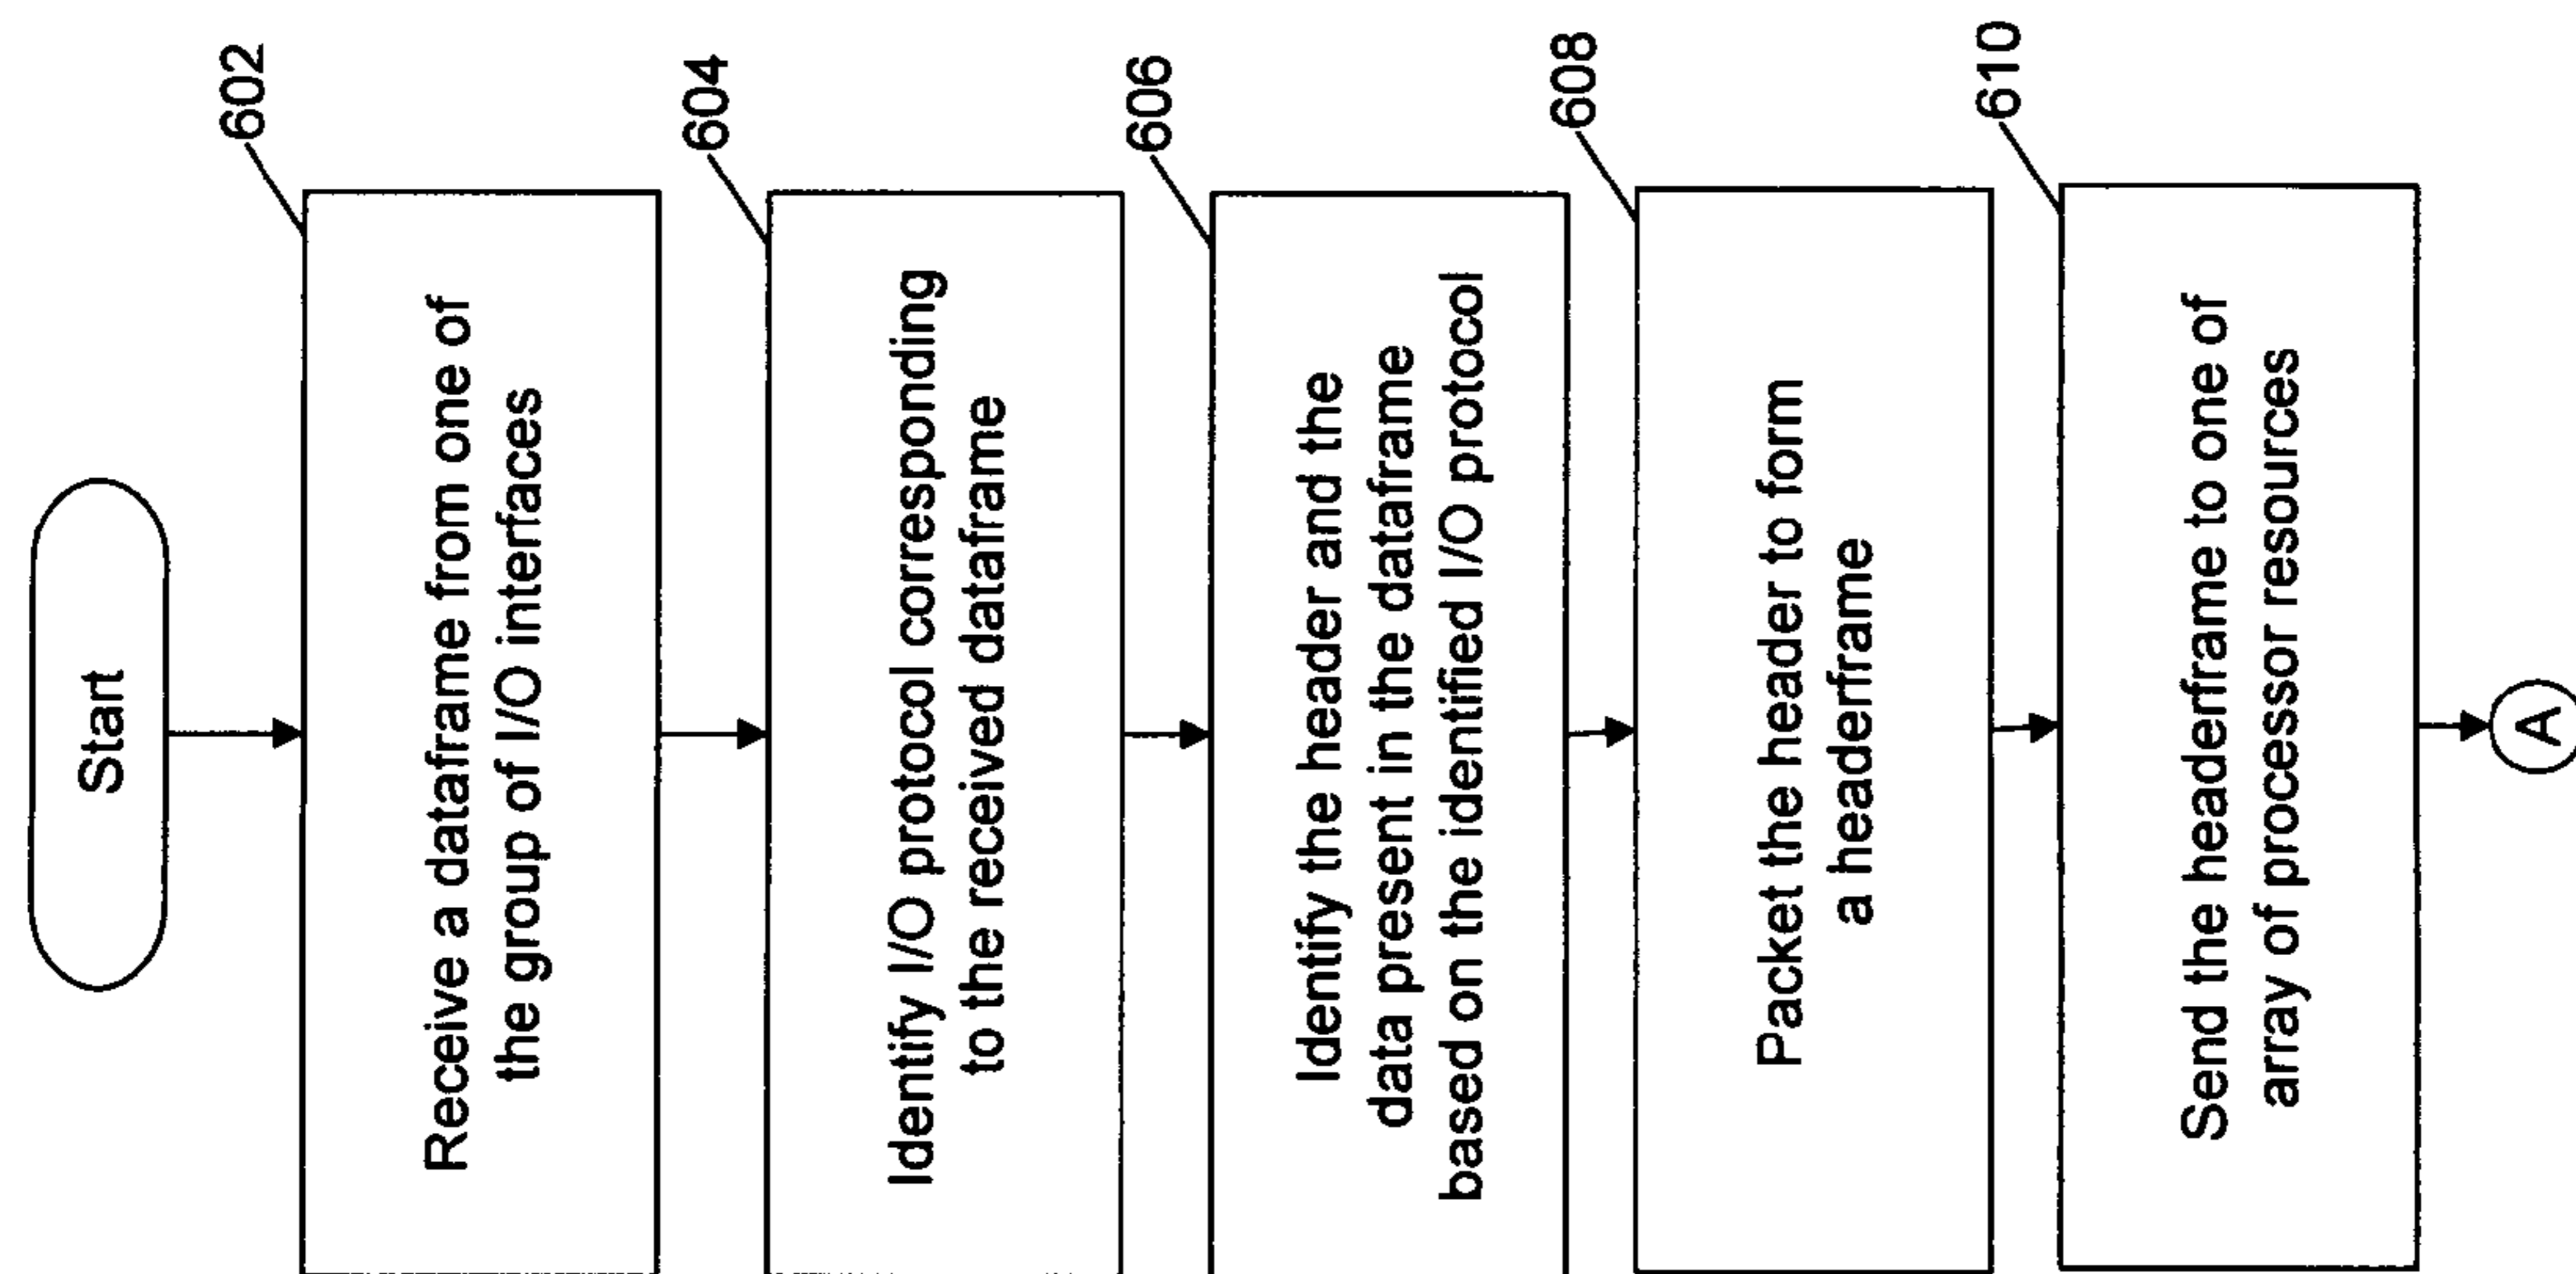 Start
602
Receive a dataframe from one of
the group of I/O interfaces
604
Identify I/O protocol corresponding
to the received dataframe
606
Identify the header and the
data present in the dataframe
based on the identified I/O protocol
608
Packet the header to form
a headerframe
610
Send the headerframe to one of
array of processor resources
A